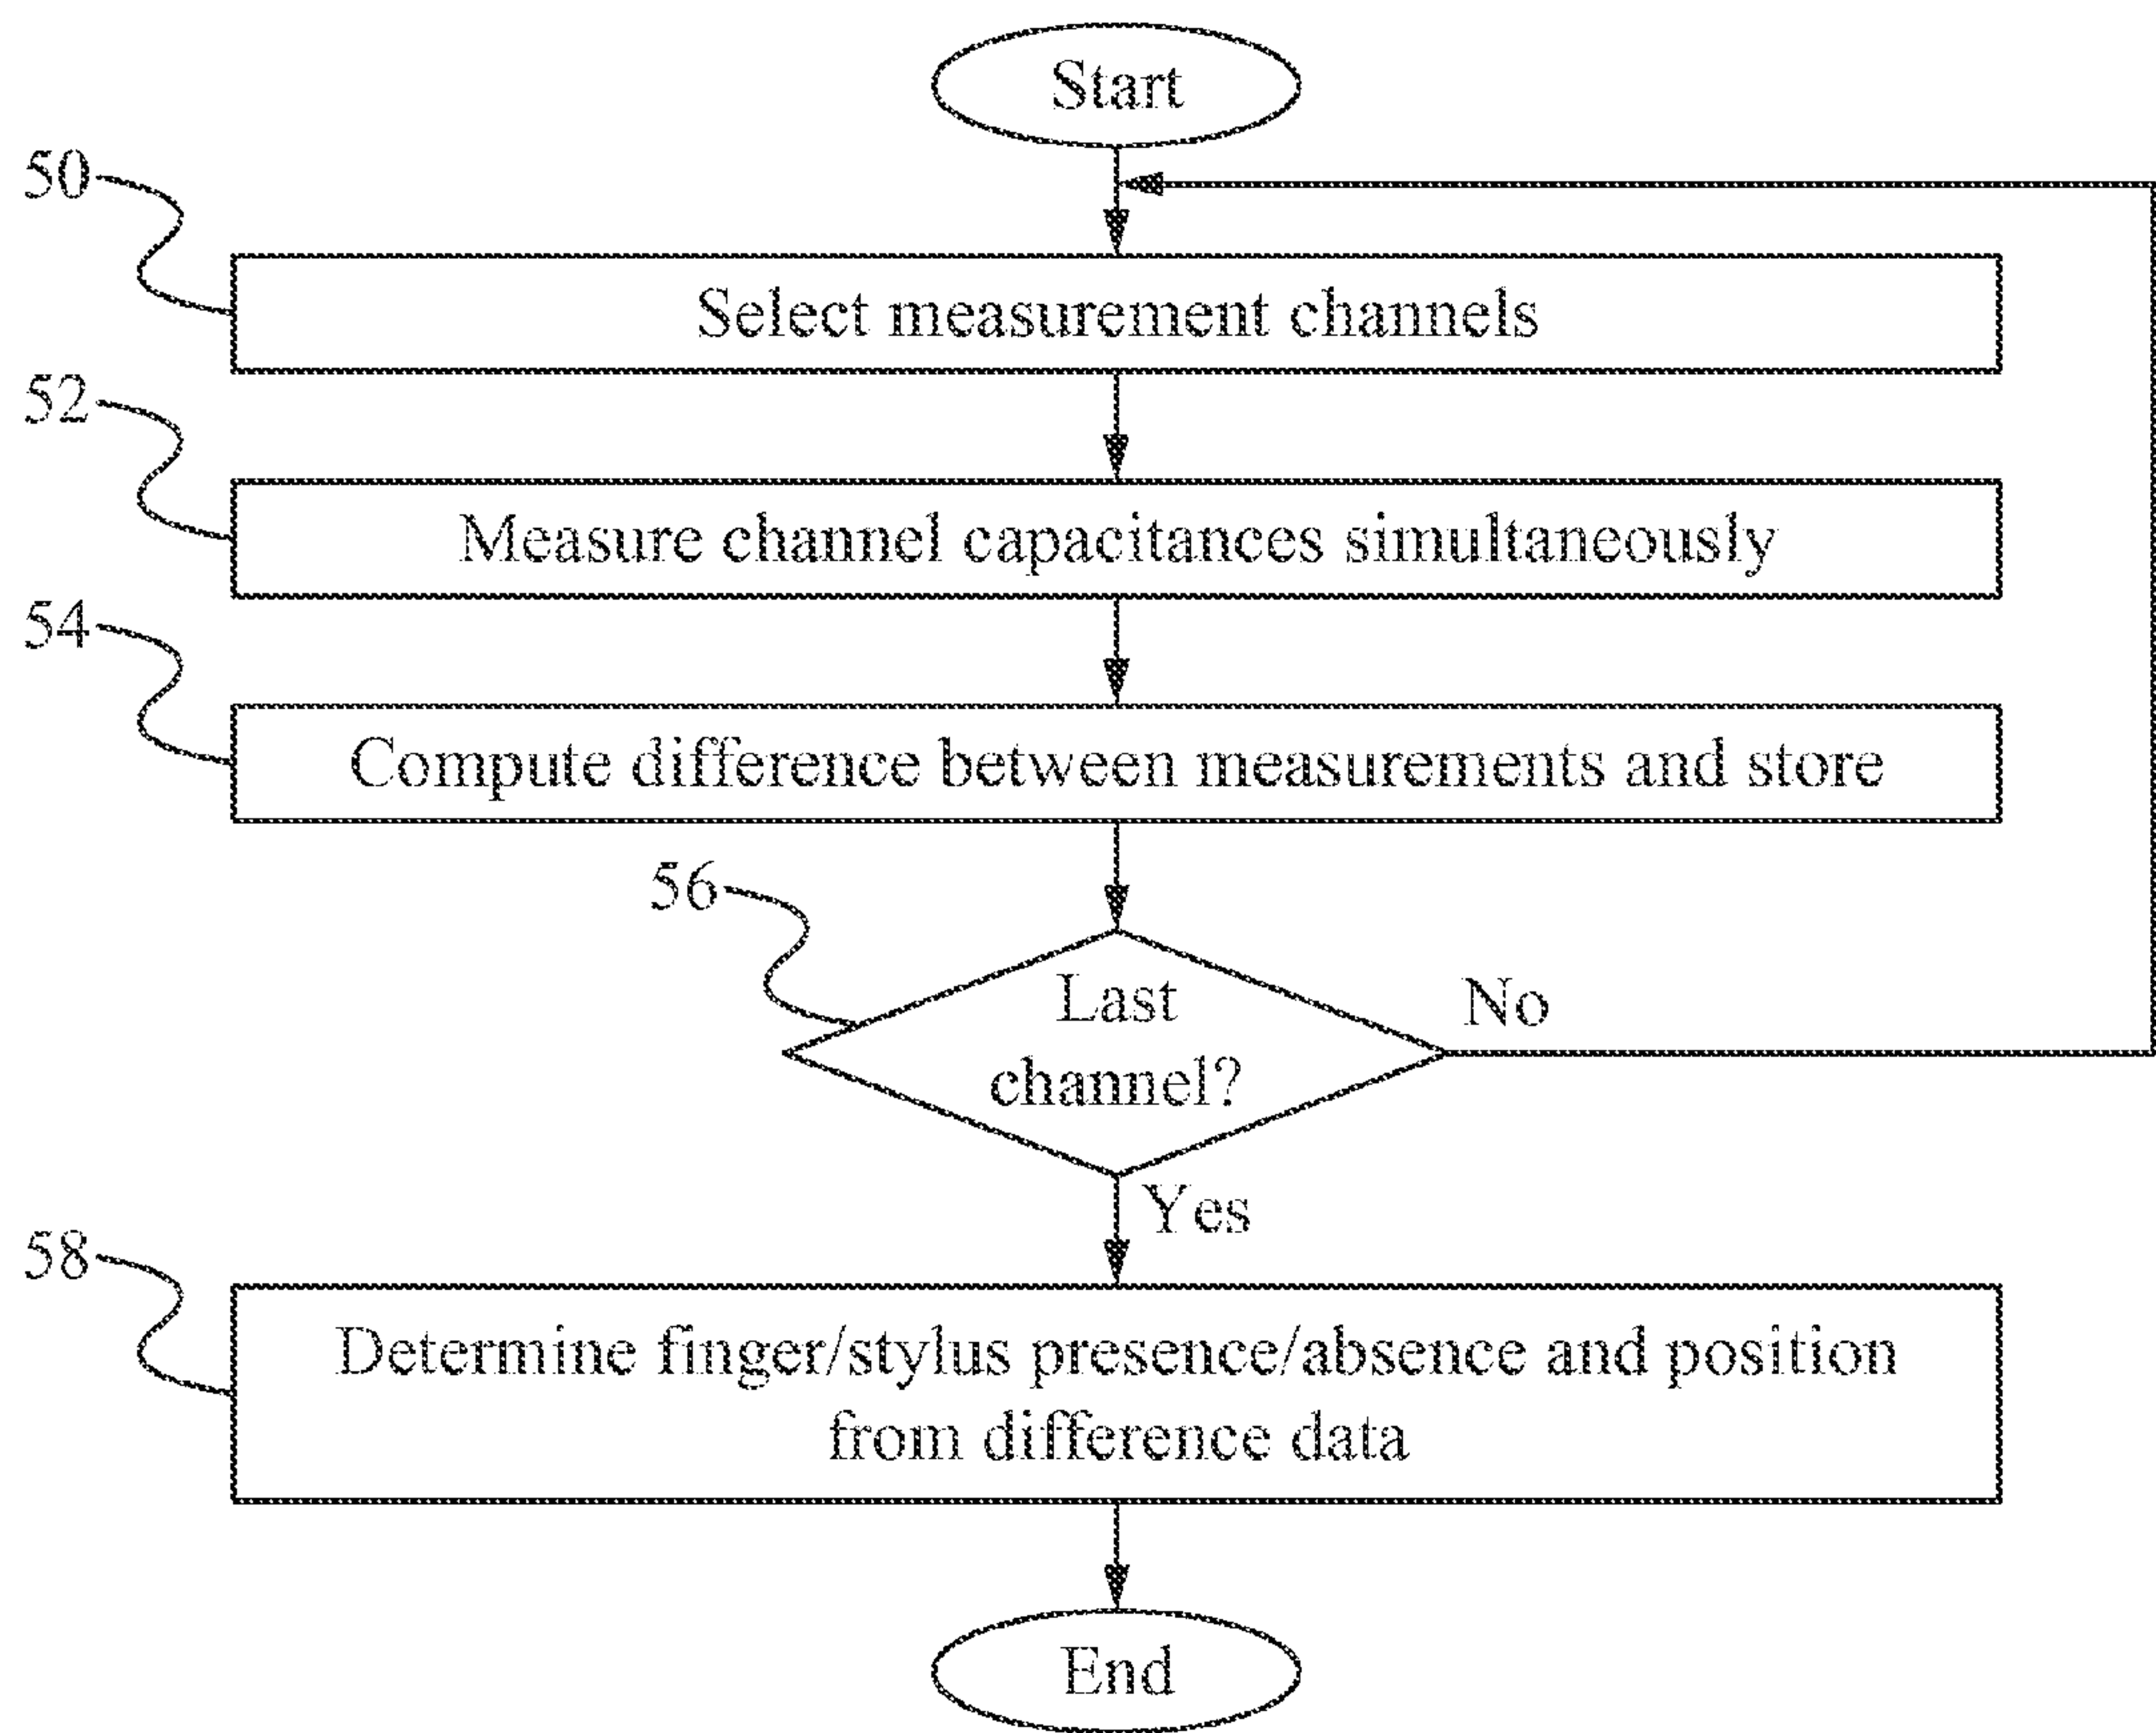 Start
50
Select measurement channels
52
Measure channel capacitances simultaneously
54
Compute difference between measurements and store
56
Last
channel?
No
Yes
58
Determine finger/stylus presence/absence and position
from difference data
End